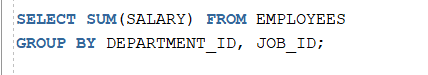 SELECT SUM(SALARY) FROM EMPLOYEES
GROUP BY DEPARTMENT_ID, JOB_ID;